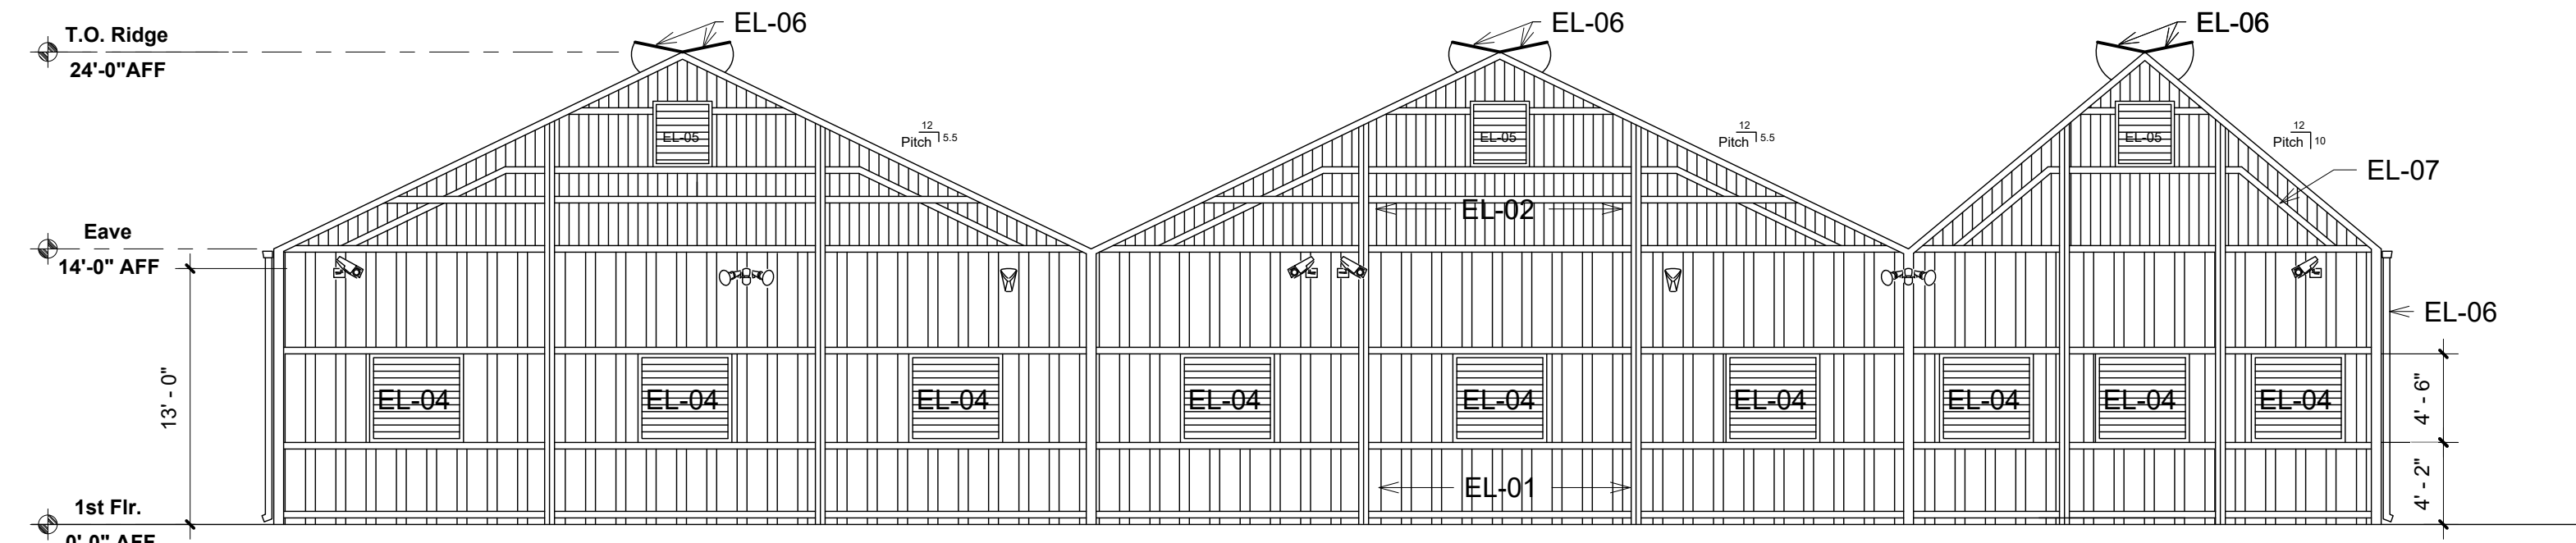 EL-06
EL-06
EL-06
T.O. Ridge
24'-0"AFF
12
Pitch
5.5
12
Pitch
5.5
12
Pitch
10
EL-05
EL-05
EL-05
EL-07
EL-02
Eave
14'-0" AFF
EL-06
13' - 0"
EL-04
EL-04
EL-04
EL-04
EL-04
EL-04
EL-04
EL-04
EL-04
4' - 6"
EL-01
4' - 2"
1st Flr.
0'-0" AFF